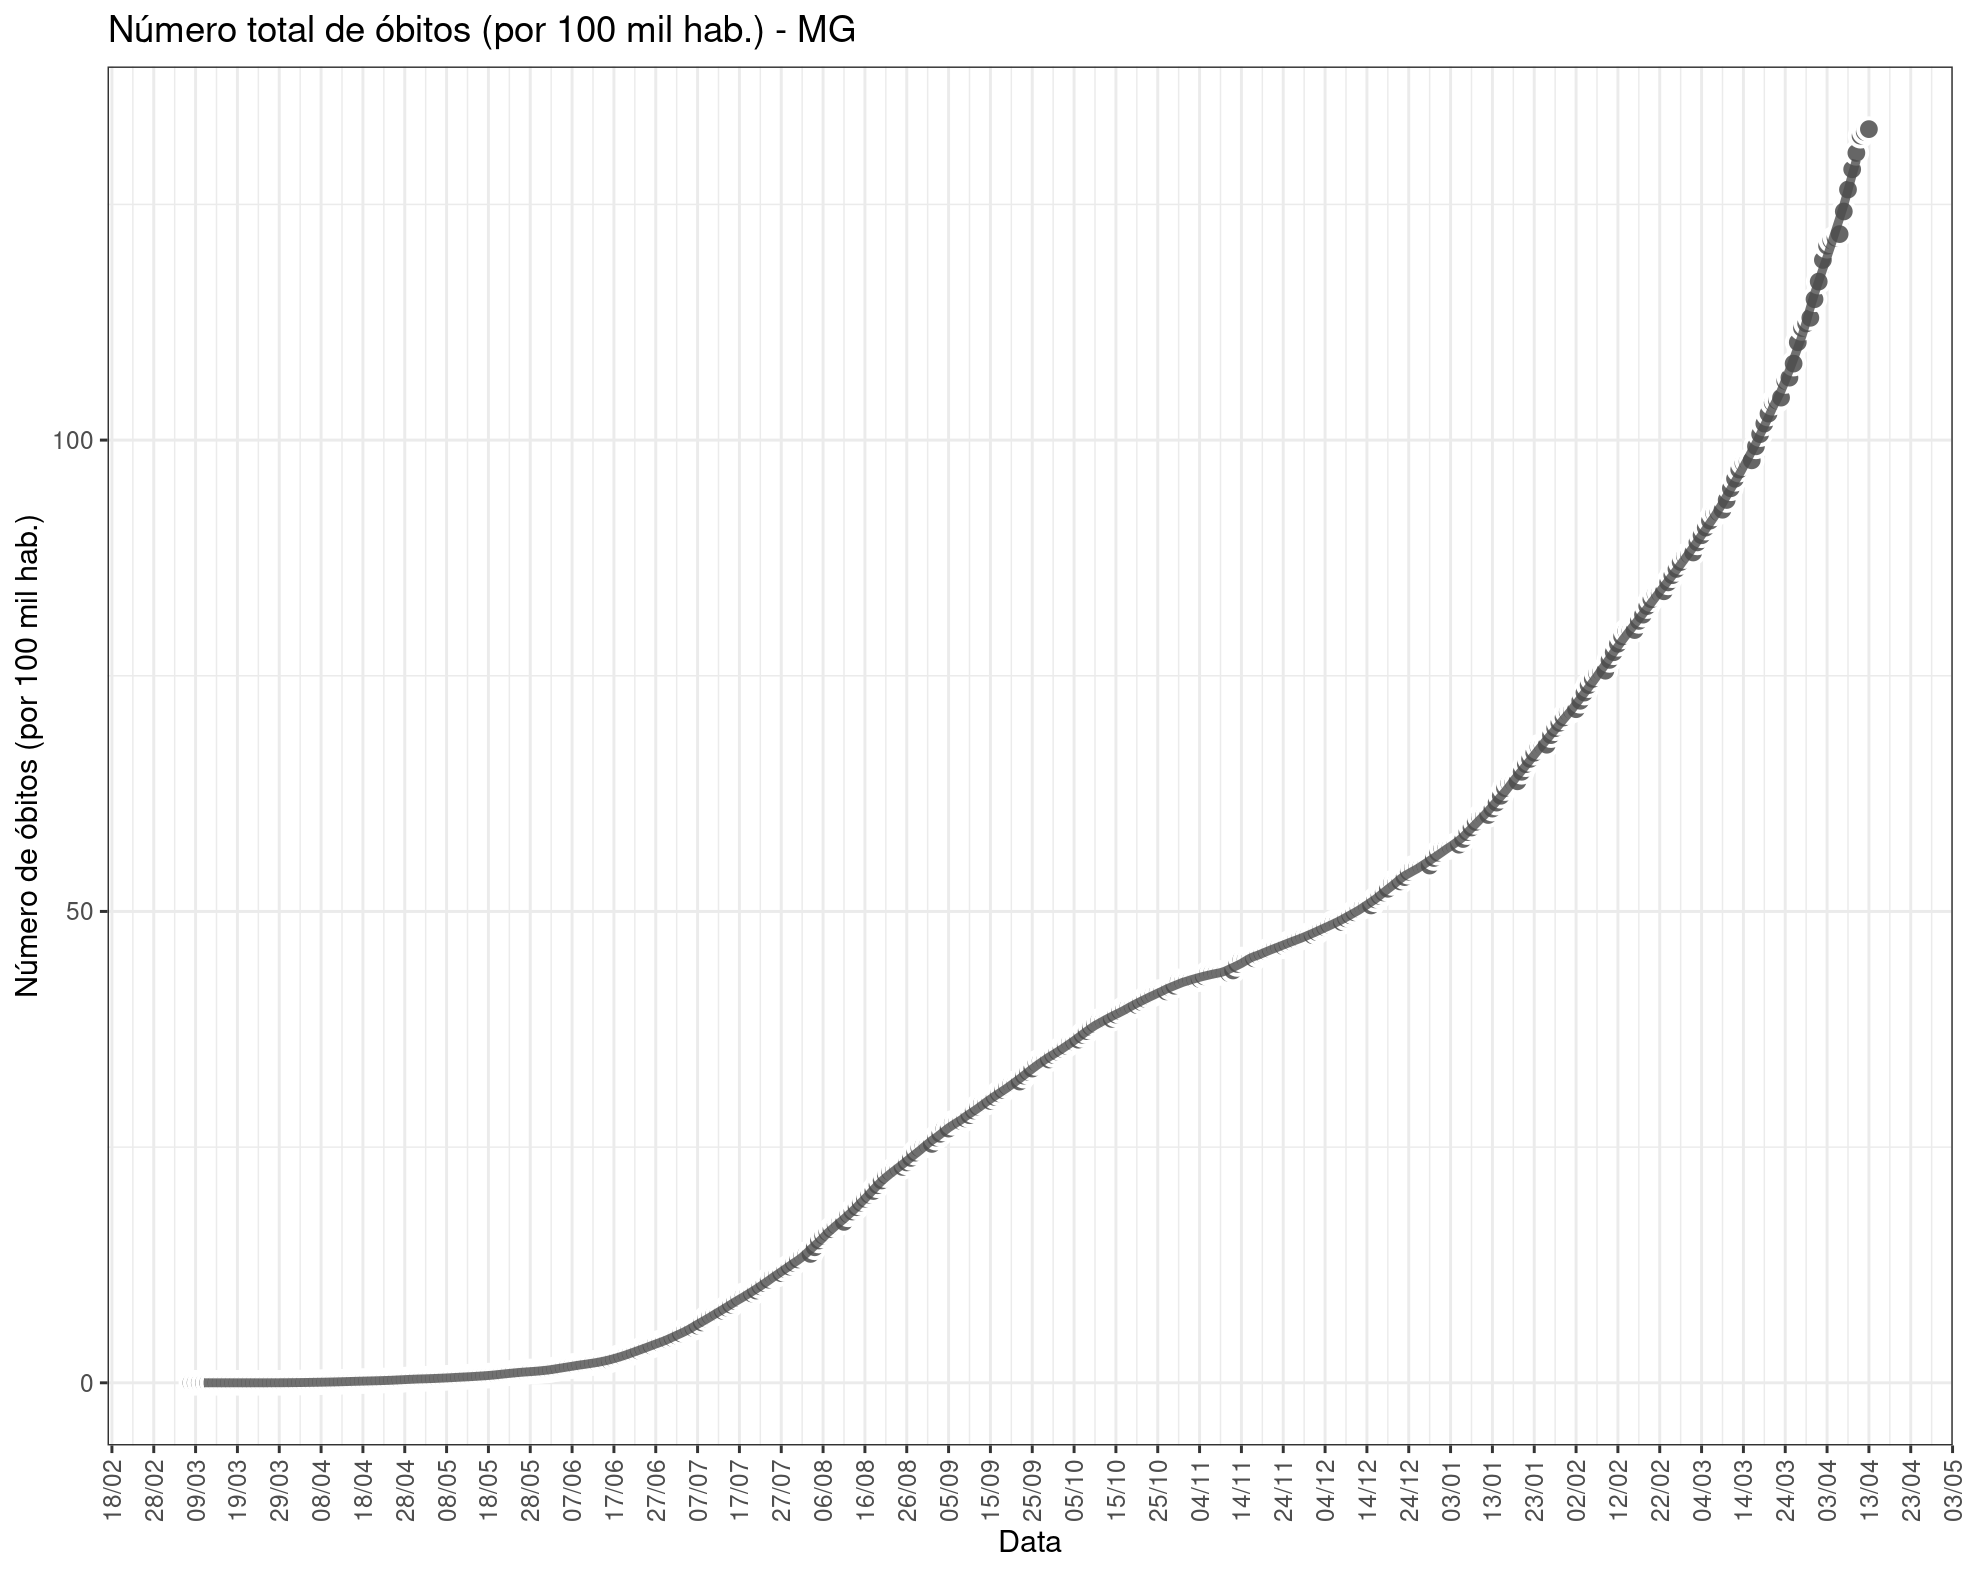 Número total de óbitos (por 100 mil hab.) - MG
Número de óbitos (por 100 mil hab.)
100
50
0
18/02 28/02 09/03 19/03 29/03 08/04 18/04 28/04 08/05 18/05 28/05 07/06 17/06 27/06 07/07 17/07 27/07 06/08 16/08 26/08 05/09 15/09 25/09 05/10 15/10 25/10 04/11 14/11 24/11 04/12 14/12 24/12 03/01 13/01 23/01 02/02 12/02 22/02 04/03 14/03 24/03 03/04 13/04 23/04 03/05
Data